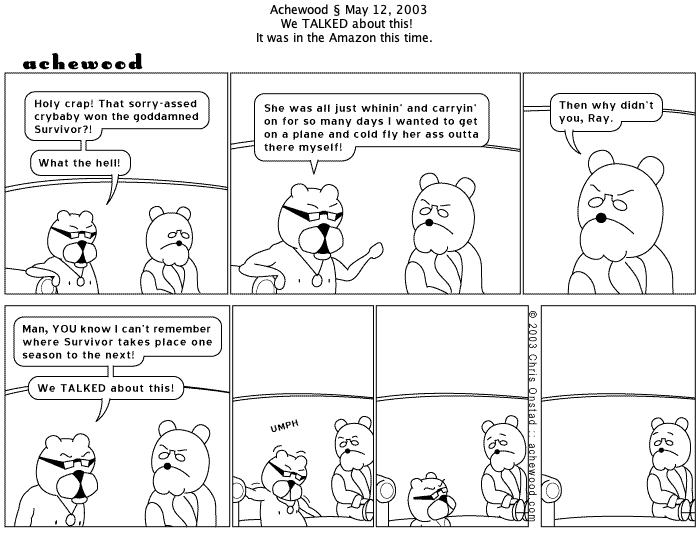 Achewood § May 12, 2003
We TALKED about this!
It was in the Amazon this time.
achewood
Holy crap! That sorry-assed
crybaby won the goddamned
Survivor?!
What the hell!
She was all just whinin' and carryin'
on for so many days I wanted to get
on a plane and cold fly her ass outta
there myself!
Then why didn't
you, Ray.
Man, YOU know I can't remember
where Survivor takes place one
season to the next!
We TALKED about this!
UMPH
© 2003 Chris Onstad :: achewood.com